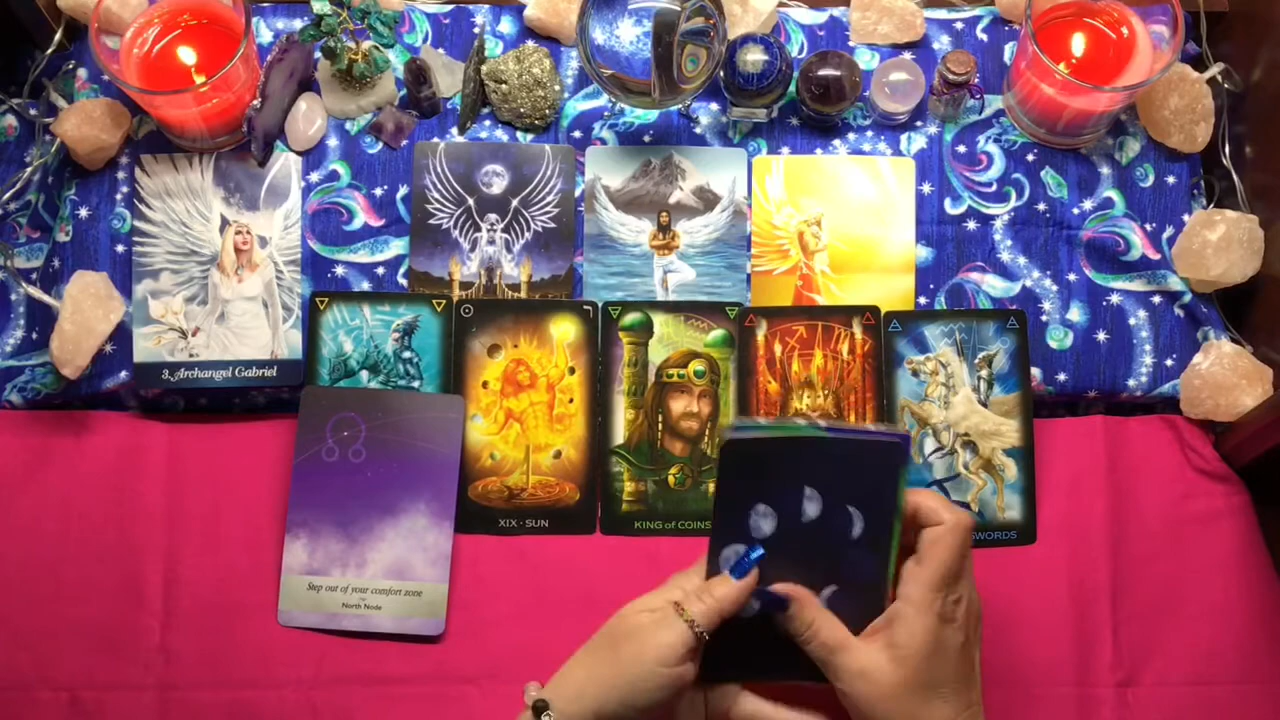 3. Archangel Gabriel
XIX · SUN
KING of COINS
SWORDS
Step out of your comfort zone
North Node